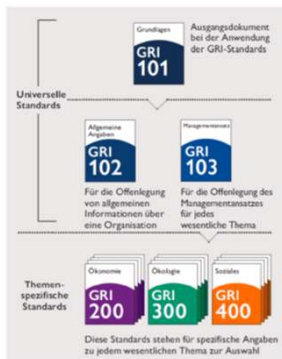 Grundlagen
GRI
101
Ausgangsdokument
bei der Anwendung
der GRI-Standards
Universelle
Standards
Allgemeine
Angaben
GRI
102
Managementansatz
GRI
103
Für die Offenlegung
von allgemeinen
Informationen über
eine Organisation
Für die Offenlegung des
Managementansatzes
für jedes
wesentliche Thema
Themen-
spezifische
Standards
Ökonomie
GRI
200
Ökologie
GRI
300
Soziales
GRI
400
Diese Standards stehen für spezifische Angaben
zu jedem wesentlichen Thema zur Auswahl